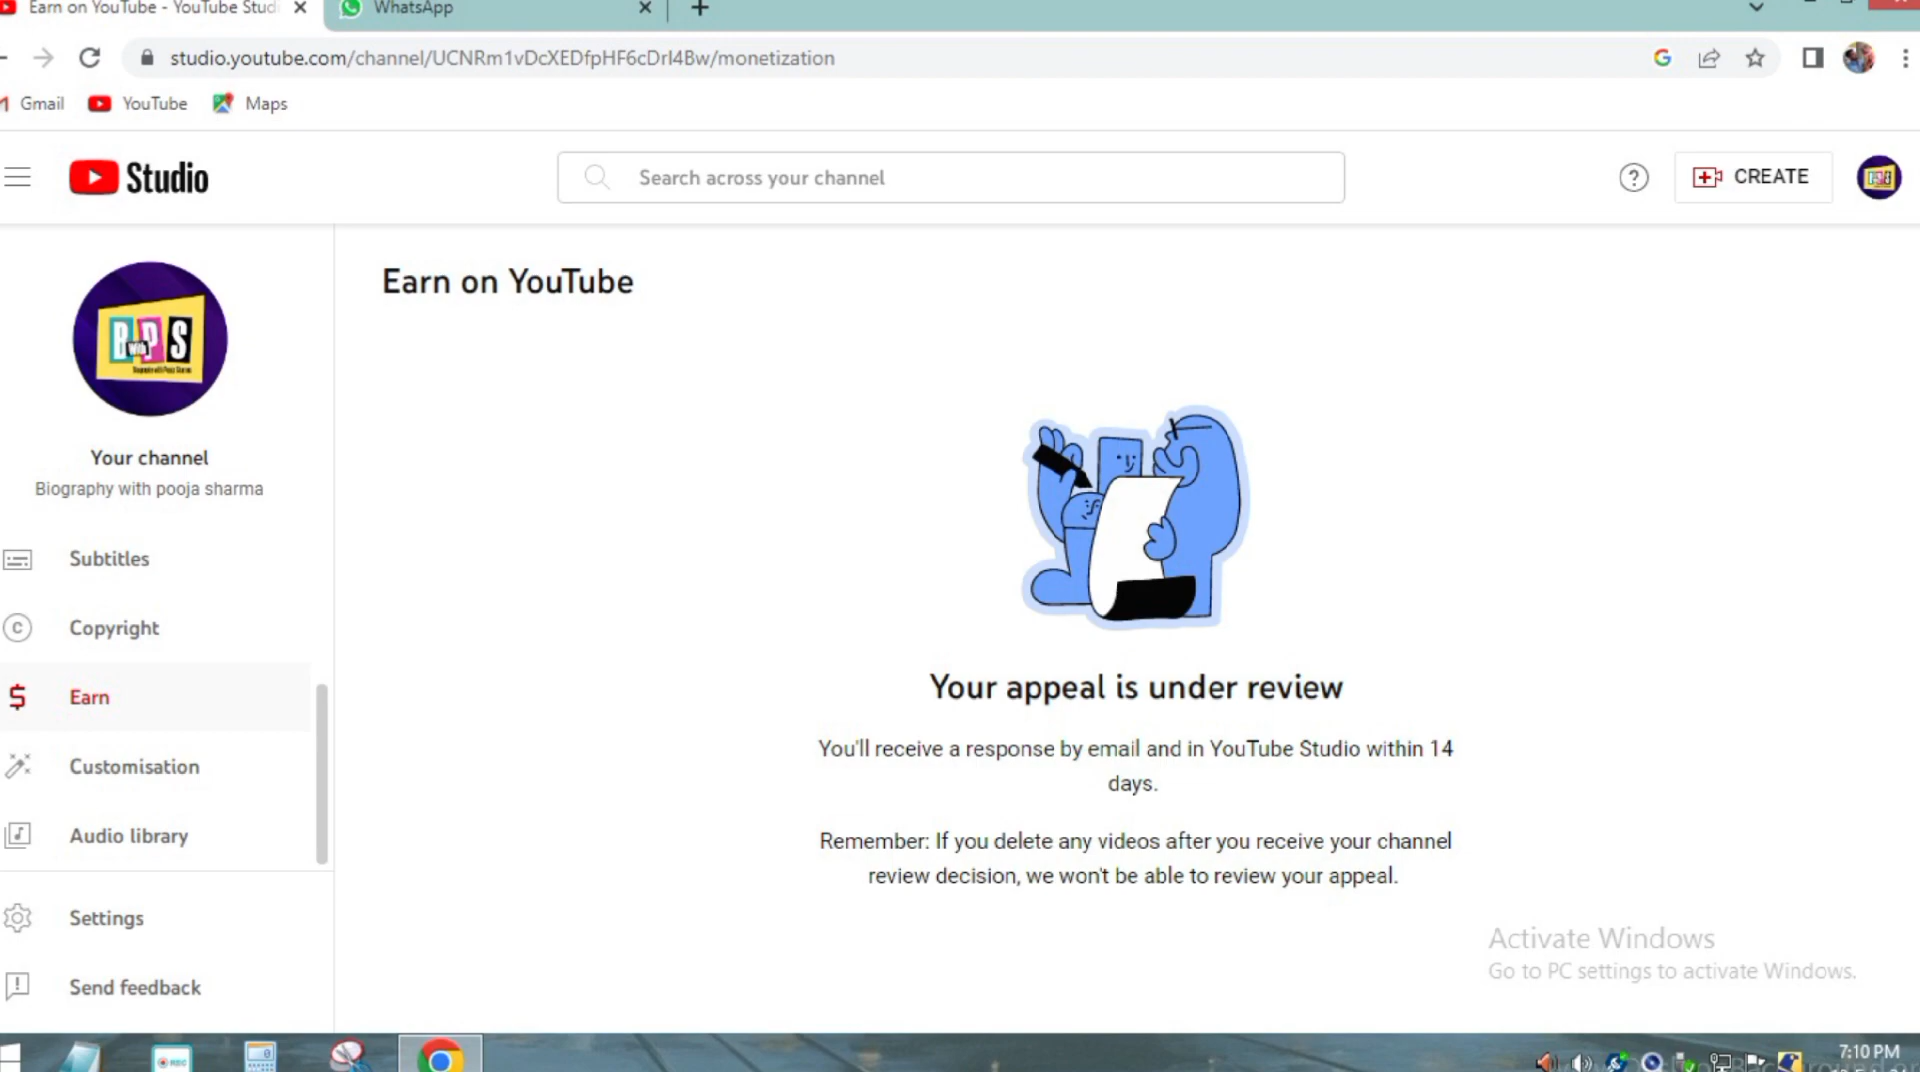 Earn on YouTube - YouTube Studi
WhatsApp
studio.youtube.com/channel/UCNRm1vDcXEDfpHF6cDrI4Bw/monetization
Gmail
YouTube
Maps
Studio
Search across your channel
CREATE
Earn on YouTube
B with P S
Your channel
Biography with pooja sharma
Subtitles
Copyright
Earn
Customisation
Audio library
Settings
Send feedback
Your appeal is under review
You'll receive a response by email and in YouTube Studio within 14
days.
Remember: If you delete any videos after you receive your channel
review decision, we won't be able to review your appeal.
Activate Windows
Go to PC settings to activate Windows.
REC
7:10 PM